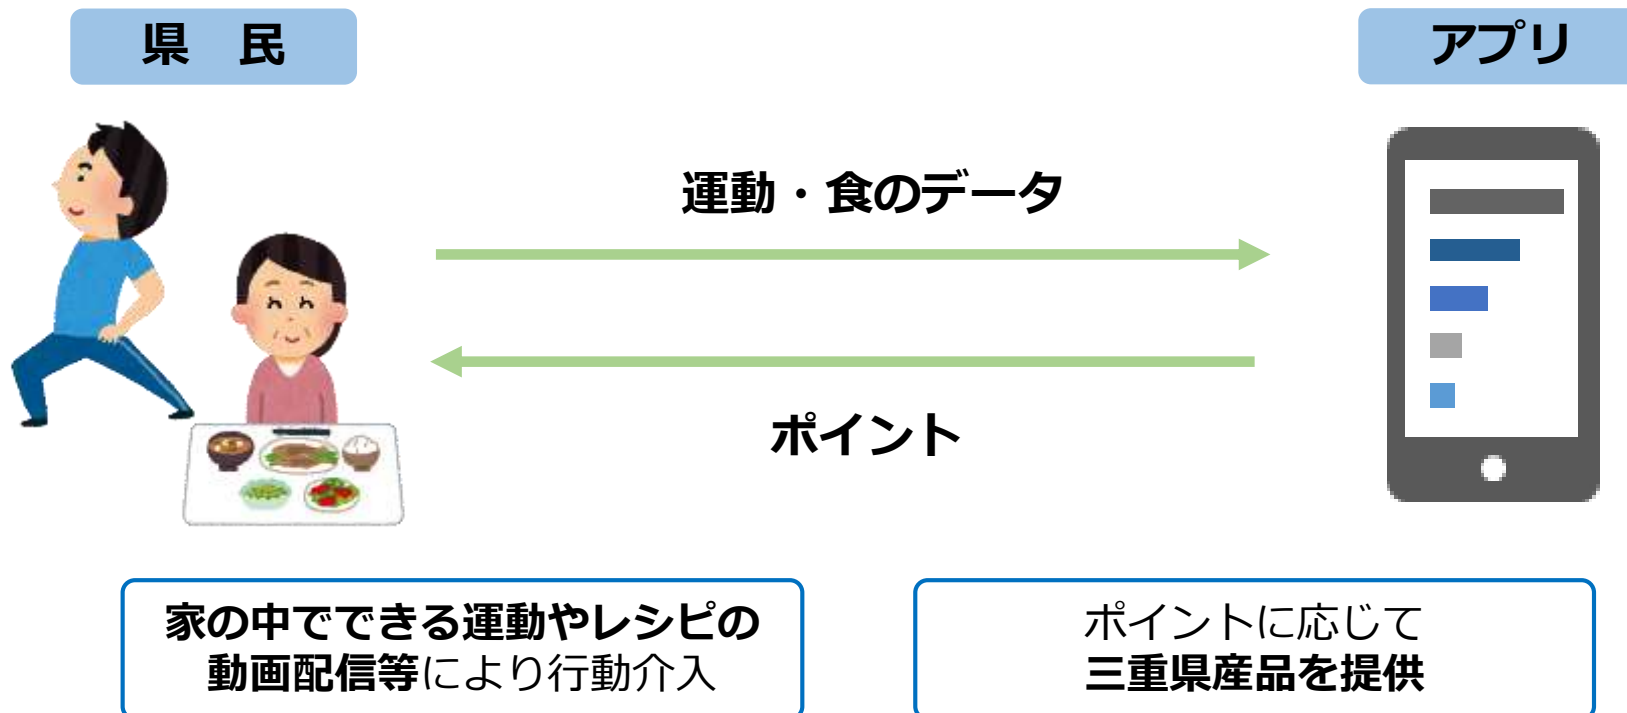 県　民
アプリ
運動・食のデータ
ポイント
家の中でできる運動やレシピの
動画配信等により行動介入
ポイントに応じて
三重県産品を提供